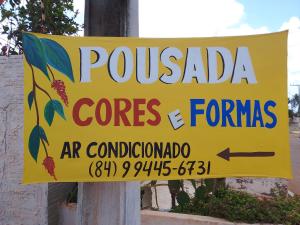 POUSADA
CORES E FORMAS
AR CONDICIONADO
(84) 99445-6731